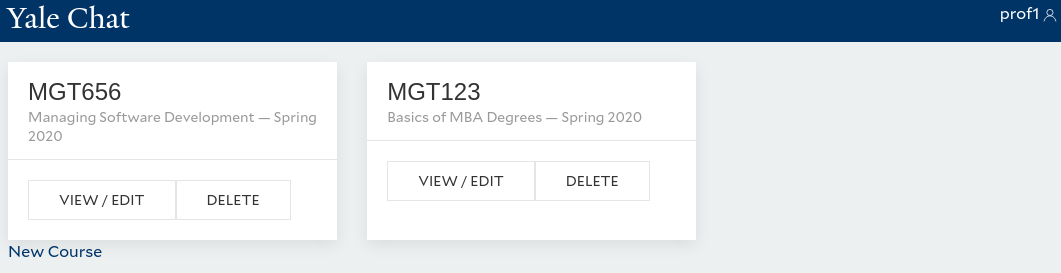 Yale Chat
prof1
MGT656
Managing Software Development — Spring
2020
VIEW / EDIT
DELETE
MGT123
Basics of MBA Degrees — Spring 2020
VIEW / EDIT
DELETE
New Course